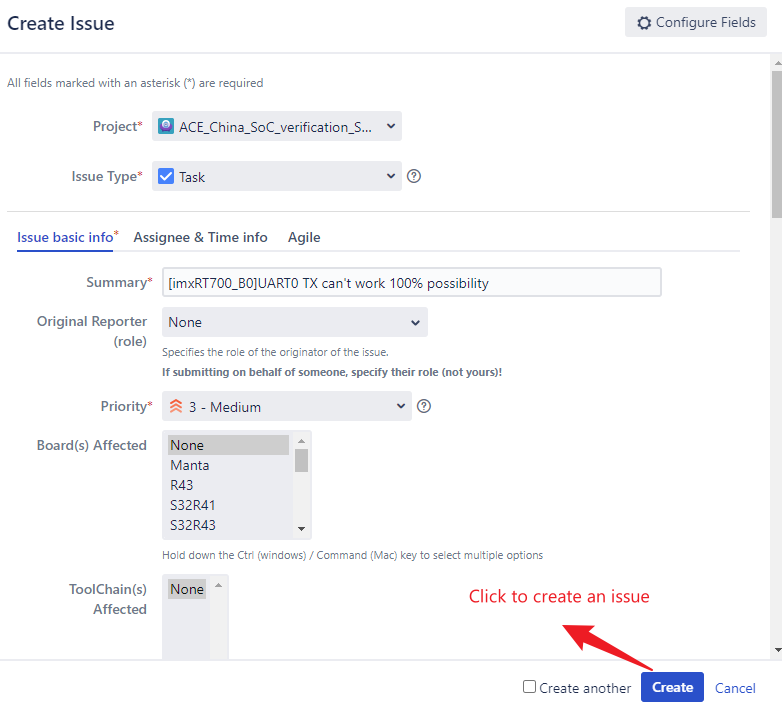 Create Issue
Configure Fields
All fields marked with an asterisk (*) are required
Project*
ACE_China_SoC_verification_S...
Issue Type*
Task
Issue basic info*
Assignee & Time info
Agile
Summary*
[imxRT700_B0]UART0 TX can't work 100% possibility
Original Reporter
(role)
None
Specifies the role of the originator of the issue.
If submitting on behalf of someone, specify their role (not yours)!
Priority*
3 - Medium
Board(s) Affected
None
Manta
R43
S32R41
S32R43
Hold down the Ctrl (windows) / Command (Mac) key to select multiple options
ToolChain(s)
Affected
None
Click to create an issue
Create another
Create
Cancel